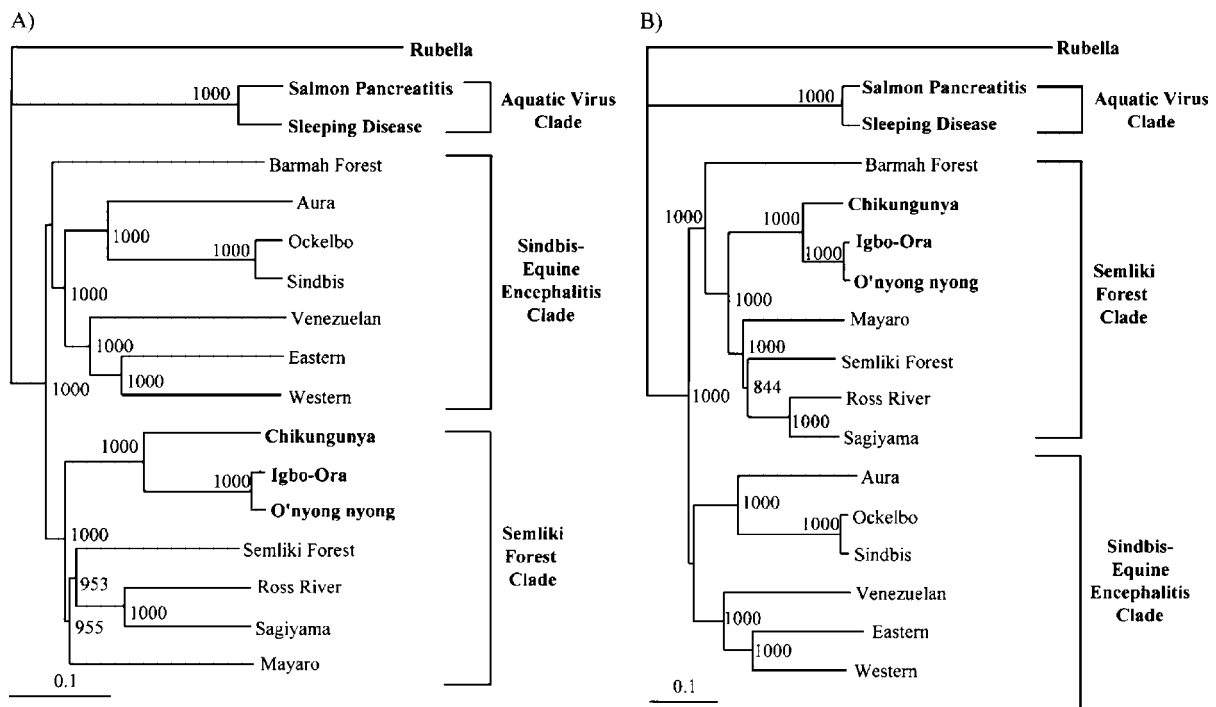 A)
Rubella
1000
Salmon Pancreatitis
Sleeping Disease
Aquatic Virus
Clade
Barmah Forest
Aura
1000
1000
Ockelbo
Sindbis
1000
Venezuelan
1000
Eastern
1000
Western
Sindbis-
Equine
Encephalitis
Clade
1000
1000
Chikungunya
1000
Igbo-Ora
O'nyong nyong
1000
Semliki Forest
953
Ross River
1000
Sagiyama
955
Mayaro
Semliki
Forest
Clade
0.1
B)
Rubella
1000
Salmon Pancreatitis
Sleeping Disease
Aquatic Virus
Clade
Barmah Forest
1000
1000
Chikungunya
1000
Igbo-Ora
O'nyong nyong
1000
Mayaro
1000
Semliki Forest
844
Ross River
1000
Sagiyama
Semliki
Forest
Clade
1000
Aura
1000
1000
Ockelbo
Sindbis
Venezuelan
1000
Eastern
1000
Western
Sindbis-
Equine
Encephalitis
Clade
0.1